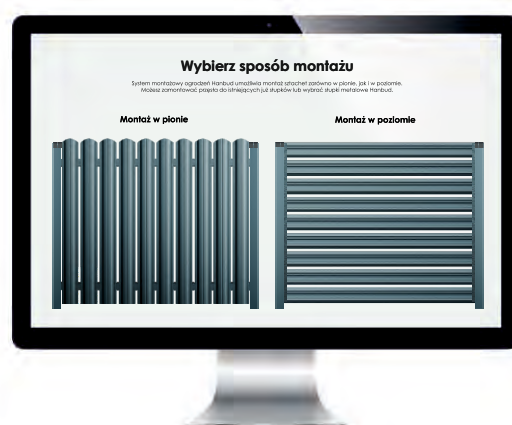 Wybierz sposób montażu
System montażowy ogrodzeń Hanbud umożliwia montaż sztachet zarówno w pionie, jak i w poziomie.
Możesz zamontować przęsła do istniejących już słupków lub wybrać słupki metalowe Hanbud.
Montaż w pionie
Montaż w poziomie